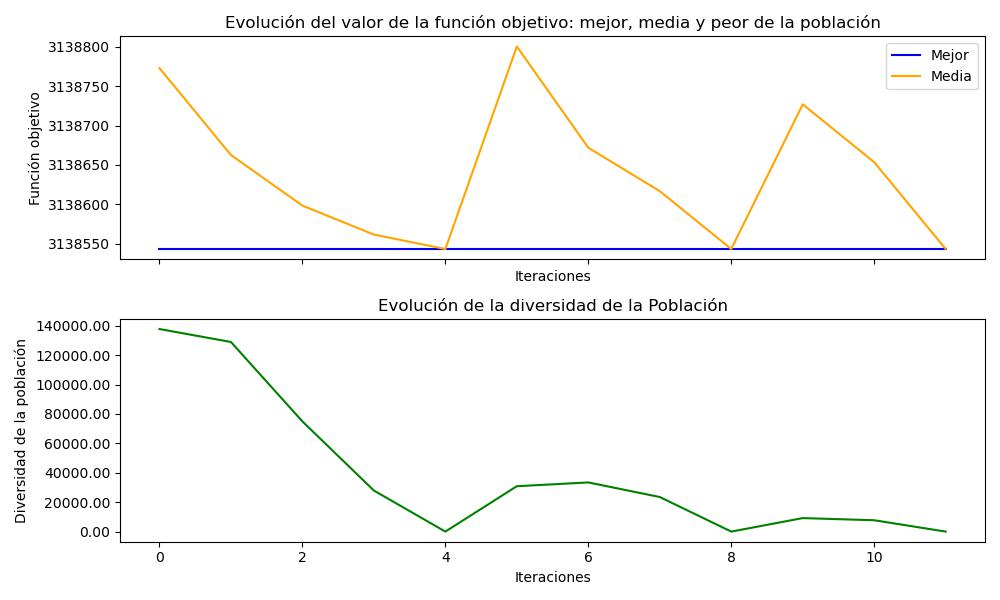 Evolución del valor de la función objetivo: mejor, media y peor de la población
3138800
3138750
3138700
3138650
3138600
3138550
Función objetivo
Mejor
Media
Iteraciones
Evolución de la diversidad de la Población
140000.00
120000.00
100000.00
80000.00
60000.00
40000.00
20000.00
0.00
Diversidad de la población
0 2 4 6 8 10
Iteraciones